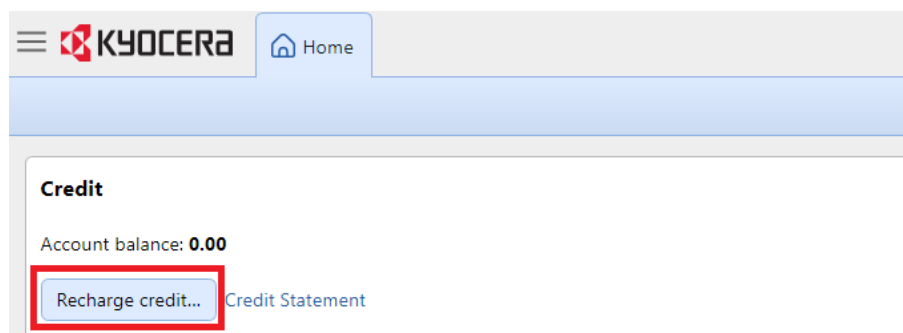 KYOCERA
Home
Credit
Account balance: 0.00
Recharge credit... Credit Statement